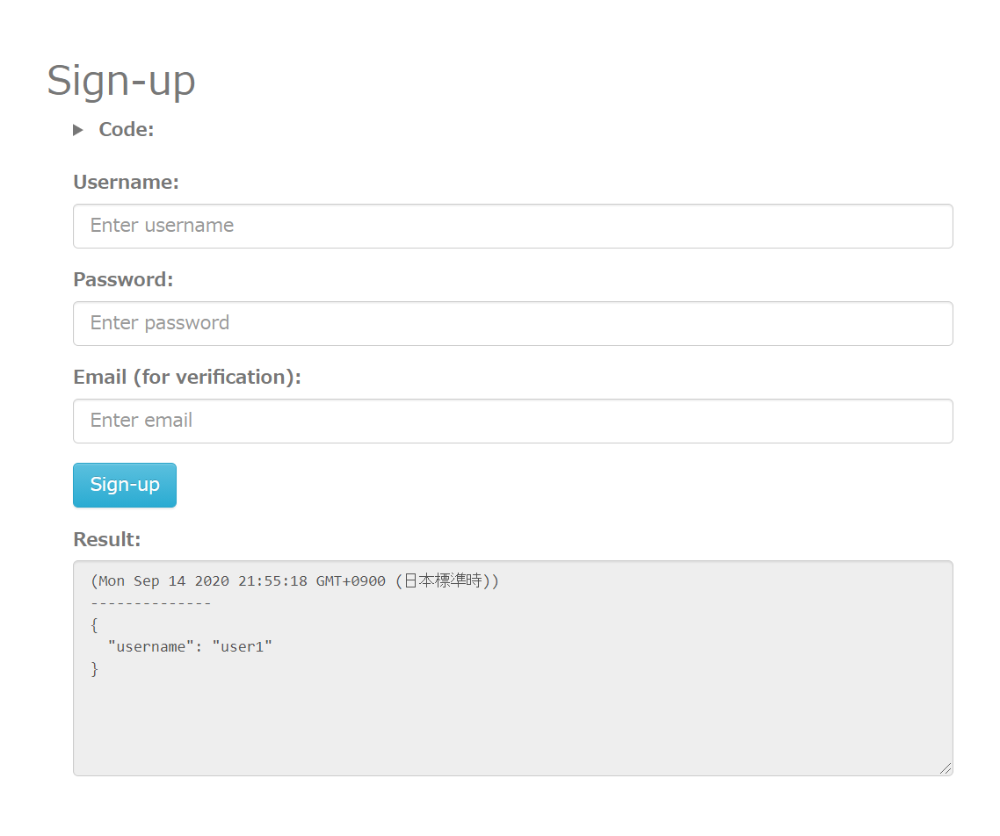 Sign-up
Code:
Username:
Enter username
Password:
Enter password
Email (for verification):
Enter email
Sign-up
Result:
(Mon Sep 14 2020 21:55:18 GMT+0900 (日本標準時))
--------------
{
  "username": "user1"
}